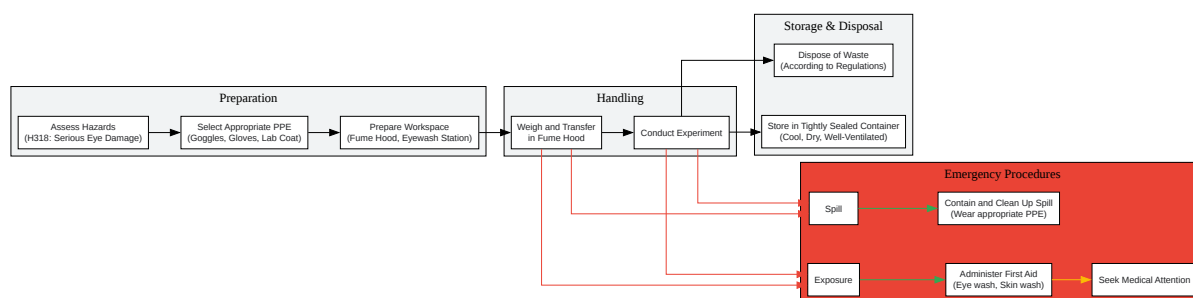 Storage & Disposal
Dispose of Waste
(According to Regulations)
Preparation
Handling
Assess Hazards
(H318: Serious Eye Damage)
Select Appropriate PPE
(Goggles, Gloves, Lab Coat)
Prepare Workspace
(Fume Hood, Eyewash Station)
Weigh and Transfer
in Fume Hood
Conduct Experiment
Store in Tightly Sealed Container
(Cool, Dry, Well-Ventilated)
Emergency Procedures
Spill
Contain and Clean Up Spill
(Wear appropriate PPE)
Exposure
Administer First Aid
(Eye wash, Skin wash)
Seek Medical Attention